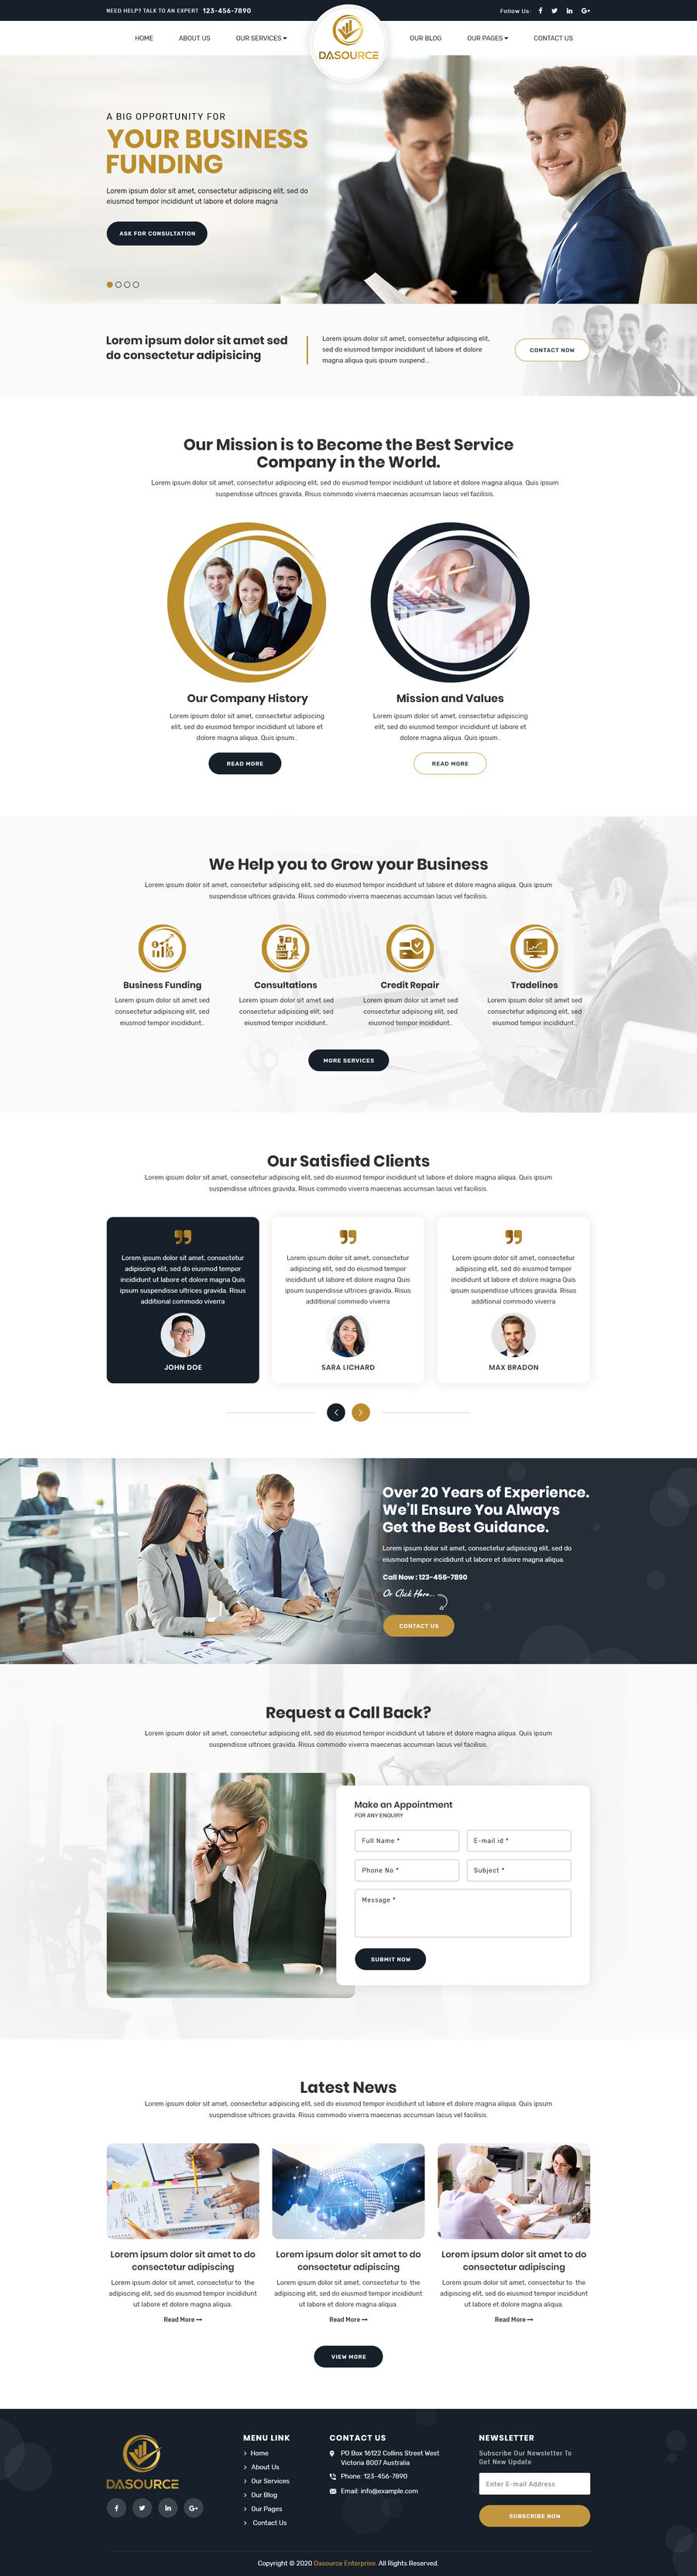 NEED HELP? TALK TO AN EXPERT 123-456-7890
Follow Us:
HOME
ABOUT US
OUR SERVICES
DASOURCE
OUR BLOG
OUR PAGES
CONTACT US
A BIG OPPORTUNITY FOR
YOUR BUSINESS
FUNDING
Lorem ipsum dolor sit amet, consectetur adipiscing elit, sed do
eiusmod tempor incididunt ut labore et dolore magna
ASK FOR CONSULTATION
Lorem ipsum dolor sit amet sed
do consectetur adipisicing
Lorem ipsum dolor sit amet, consectetur adipiscing elit,
sed do eiusmod tempor incididunt ut labore et dolore
magna aliqua quis ipsum suspend...
CONTACT NOW
Our Mission is to Become the Best Service
Company in the World.
Lorem ipsum dolor sit amet, consectetur adipiscing elit, sed do eiusmod tempor incididunt ut labore et dolore magna aliqua. Quis ipsum
suspendisse ultrices gravida. Risus commodo viverra maecenas accumsan lacus vel facilisis.
Our Company History
Lorem ipsum dolor sit amet, consectetur adipiscing
elit, sed do eiusmod tempor incididunt ut labore et
dolore magna aliqua. Quis ipsum..
READ MORE
Mission and Values
Lorem ipsum dolor sit amet, consectetur adipiscing
elit, sed do eiusmod tempor incididunt ut labore et
dolore magna aliqua. Quis ipsum..
READ MORE
We Help you to Grow your Business
Lorem ipsum dolor sit amet, consectetur adipiscing elit, sed do eiusmod tempor incididunt ut labore et dolore magna aliqua. Quis ipsum
suspendisse ultrices gravida. Risus commodo viverra maecenas accumsan lacus vel facilisis.
Business Funding
Lorem ipsum dolor sit amet sed
consectetur adipiscing elit, sed
eiusmod tempor incididunt..
Consultations
Lorem ipsum dolor sit amet sed
consectetur adipiscing elit, sed
eiusmod tempor incididunt..
Credit Repair
Lorem ipsum dolor sit amet sed
consectetur adipiscing elit, sed
eiusmod tempor incididunt..
Tradelines
Lorem ipsum dolor sit amet sed
consectetur adipiscing elit, sed
eiusmod tempor incididunt..
MORE SERVICES
Our Satisfied Clients
Lorem ipsum dolor sit amet, consectetur adipiscing elit, sed do eiusmod tempor incididunt ut labore et dolore magna aliqua. Quis ipsum
suspendisse ultrices gravida. Risus commodo viverra maecenas accumsan lacus vel facilisis.
Lorem ipsum dolor sit amet, consectetur
adipiscing elit, sed do eiusmod tempor
incididunt ut labore et dolore magna Quis
ipsum suspendisse ultrices gravida. Risus
additional commodo viverra
JOHN DOE
Lorem ipsum dolor sit amet, consectetur
adipiscing elit, sed do eiusmod tempor
incididunt ut labore et dolore magna Quis
ipsum suspendisse ultrices gravida. Risus
additional commodo viverra
SARA LICHARD
Lorem ipsum dolor sit amet, consectetur
adipiscing elit, sed do eiusmod tempor
incididunt ut labore et dolore magna Quis
ipsum suspendisse ultrices gravida. Risus
additional commodo viverra
MAX BRADON
Over 20 Years of Experience.
We'll Ensure You Always
Get the Best Guidance.
Lorem ipsum dolor sit amet, consectetur adipiscing elit, sed do
eiusmod tempor incididunt ut labore et dolore magna aliqua.
Call Now : 123-456-7890
Or Click Here...
CONTACT US
Request a Call Back?
Lorem ipsum dolor sit amet, consectetur adipiscing elit, sed do eiusmod tempor incididunt ut labore et dolore magna aliqua. Quis ipsum
suspendisse ultrices gravida. Risus commodo viverra maecenas accumsan lacus vel facilisis.
Make an Appointment
FOR ANY ENQUIRY
Full Name *
E-mail id *
Phone No *
Subject *
Message *
SUBMIT NOW
Latest News
Lorem ipsum dolor sit amet, consectetur adipiscing elit, sed do eiusmod tempor incididunt ut labore et dolore magna aliqua. Quis ipsum
suspendisse ultrices gravida. Risus commodo viverra maecenas accumsan lacus vel facilisis.
Lorem ipsum dolor sit amet to do
consectetur adipiscing
Lorem ipsum dolor sit amet, consectetur to the
adipiscing elit, sed do eiusmod tempor incididunt
ut labore et dolore magna aliqua.
Read More
Lorem ipsum dolor sit amet to do
consectetur adipiscing
Lorem ipsum dolor sit amet, consectetur to the
adipiscing elit, sed do eiusmod tempor incididunt
ut labore et dolore magna aliqua.
Read More
Lorem ipsum dolor sit amet to do
consectetur adipiscing
Lorem ipsum dolor sit amet, consectetur to the
adipiscing elit, sed do eiusmod tempor incididunt
ut labore et dolore magna aliqua.
Read More
VIEW MORE
DASOURCE
MENU LINK
Home
About Us
Our Services
Our Blog
Our Pages
Contact Us
CONTACT US
PO Box 16122 Collins Street West
Victoria 8007 Australia
Phone: 123-456-7890
Email: info@example.com
NEWSLETTER
Subscribe Our Newsletter To
Get New Update
Enter E-mail Address
SUBSCRIBE NOW
Copyright © 2020 Dasource Enterprise. All Rights Reserved.